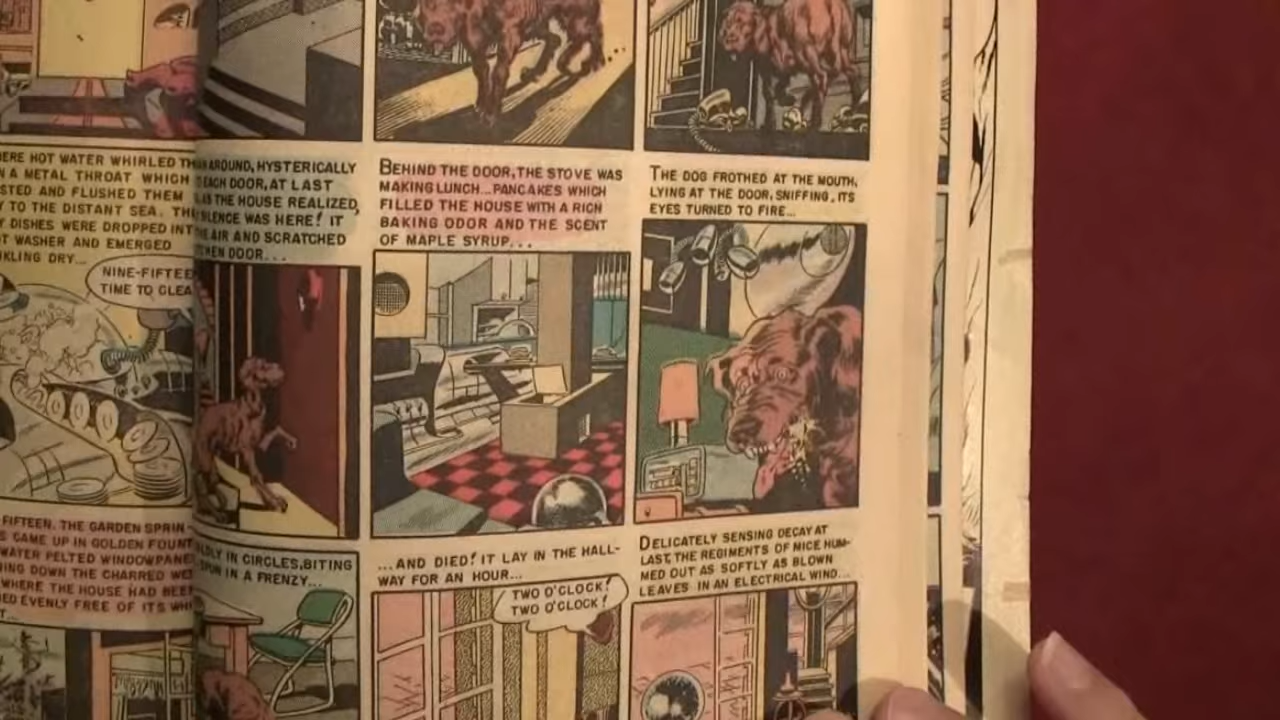 HERE HOT WATER WHIRLED
A METAL THROAT WHICH
AND FLUSHED THEM
TO THE DISTANT SEA.
DISHES WERE DROPPED INT
WASHER AND EMERGED
DRY...
NINE-FIFTEE
TIME TO CLEA
FIFTEEN. THE GARDEN SPRIN-
CAME UP IN GOLDEN FOUNT
WATER PELTED WINDOWPANE
DOWN THE CHARRED
WHERE THE HOUSE HAD BEE
EVENLY FREE OF ITS
AROUND, HYSTERICALLY
EACH DOOR, AT LAST
AS THE HOUSE REALIZED,
SILENCE WAS HERE! IT
AIR AND SCRATCHED
DOOR...
IN CIRCLES, BITING
SPUN IN A FRENZY...
BEHIND THE DOOR, THE STOVE WAS
MAKING LUNCH... PANCAKES WHICH
FILLED THE HOUSE WITH A RICH
BAKING ODOR AND THE SCENT
OF MAPLE SYRUP...
THE DOG FROTHED AT THE MOUTH,
LYING AT THE DOOR, SNIFFING, ITS
EYES TURNED TO FIRE...
...AND DIED! IT LAY IN THE HALL-
WAY FOR AN HOUR...
TWO O'CLOCK!
TWO O'CLOCK!
DELICATELY SENSING DECAY AT
LAST, THE REGIMENTS OF MICE HUM-
MED OUT AS SOFTLY AS BLOWN
LEAVES IN AN ELECTRICAL WIND...